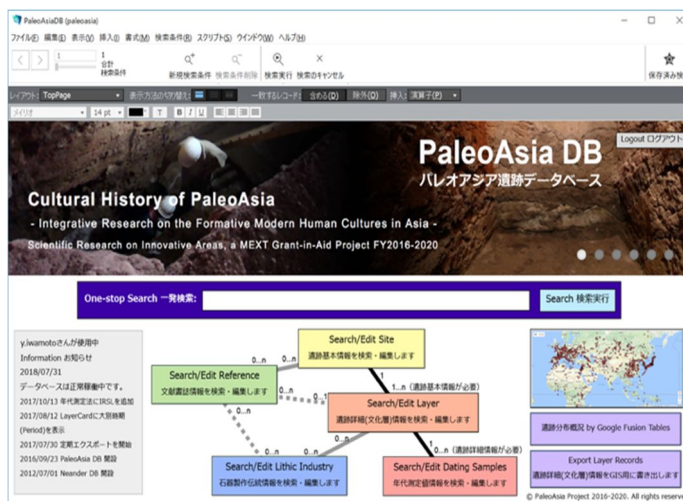 PaleoAsiaDB (paleoasia)
ファイル(F) 編集(E) 表示(V) 挿入(I) 書式(M) 検索条件(R) スクリプト(S) ウインドウ(W) ヘルプ(H)
1
1
合計
検索条件
新規検索条件 検索条件削除 検索実行 検索のキャンセル
保存済み検
レイアウト: TopPage 表示方法の切り替え: 一致するレコード: 含める(D) 除外(O) 挿入: 演算子(P)
メイリオ 14 pt T B I U
PaleoAsia DB
Logout ログアウト
パレオアジア遺跡データベース
Cultural History of PaleoAsia
- Integrative Research on the Formative Modern Human Cultures in Asia -
Scientific Research on Innovative Areas, a MEXT Grant-in-Aid Project FY2016-2020
One-stop Search 一発検索:
Search 検索実行
y.iwamotoさんが使用中
Information お知らせ
2018/07/31
データベースは正常稼働中です。
2017/10/13 年代測定法にIRSLを追加
2017/08/12 LayerCardに大別時期
(Period)を表示
2017/07/30 定期エクスポートを開始
2016/09/23 PaleoAsia DB 開設
2012/07/01 Neander DB 開設
Search/Edit Site
遺跡基本情報を検索・編集します
0...n
0...n
1
Search/Edit Reference
文献書誌情報を検索・編集します
1...n（遺跡基本情報が必要）
0...n
0...n
0...n
Search/Edit Layer
遺跡詳細(文化層)情報を検索・編集します
0...n
0...n
1
0...n（遺跡詳細情報が必要）
Search/Edit Lithic Industry
石器製作伝統情報を検索・編集します
Search/Edit Dating Samples
年代測定値情報を検索・編集します
遺跡分布概況 by Google Fusion Tables
Export Layer Records
遺跡詳細(文化層)情報をGIS用に書き出します
© PaleoAsia Project 2016-2020. All rights reserve